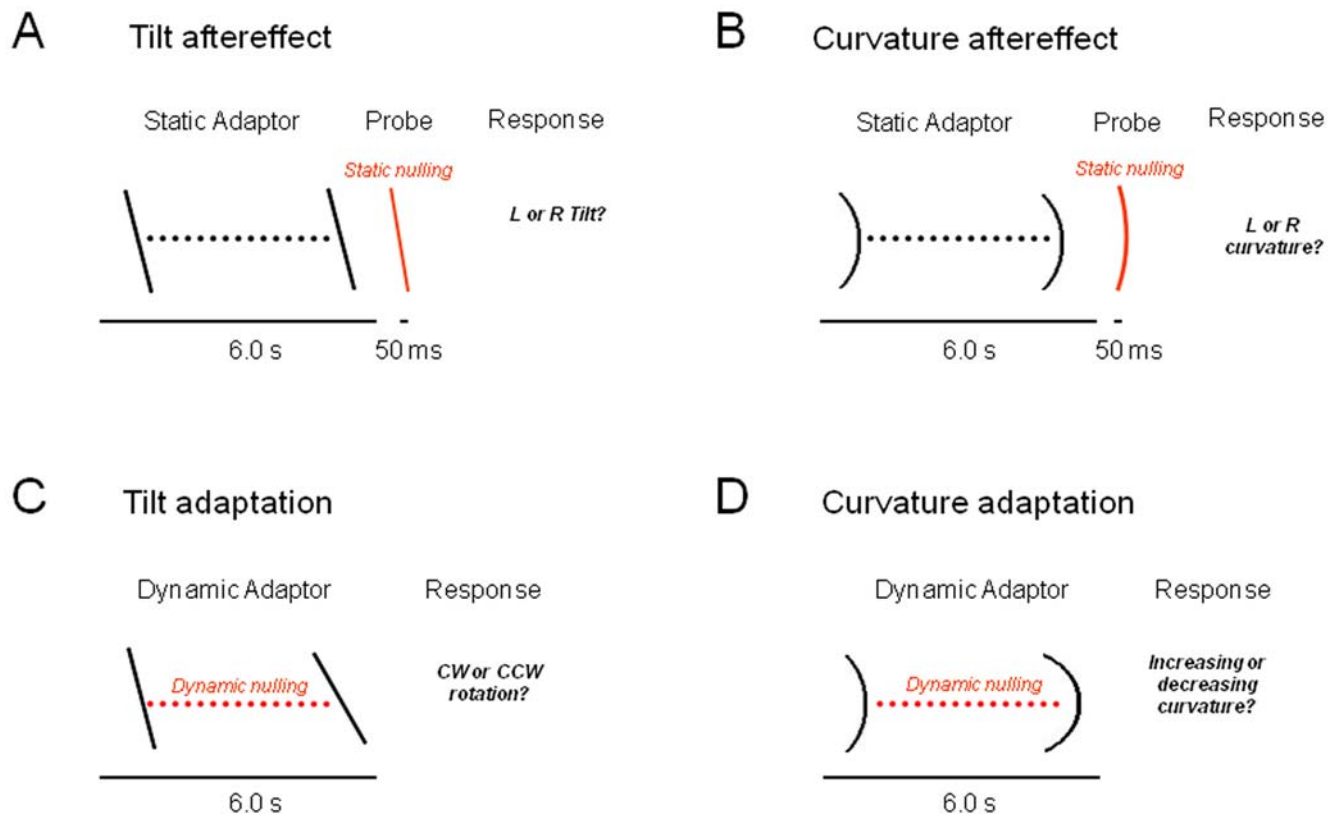 A Tilt aftereffect
Static Adaptor Probe Response
Static nulling
L or R Tilt?
6.0 s 50 ms
B Curvature aftereffect
Static Adaptor Probe Response
Static nulling
L or R
curvature?
6.0 s 50 ms
C Tilt adaptation
Dynamic Adaptor Response
Dynamic nulling
CW or CCW
rotation?
6.0 s
D Curvature adaptation
Dynamic Adaptor Response
Dynamic nulling
Increasing or
decreasing
curvature?
6.0 s